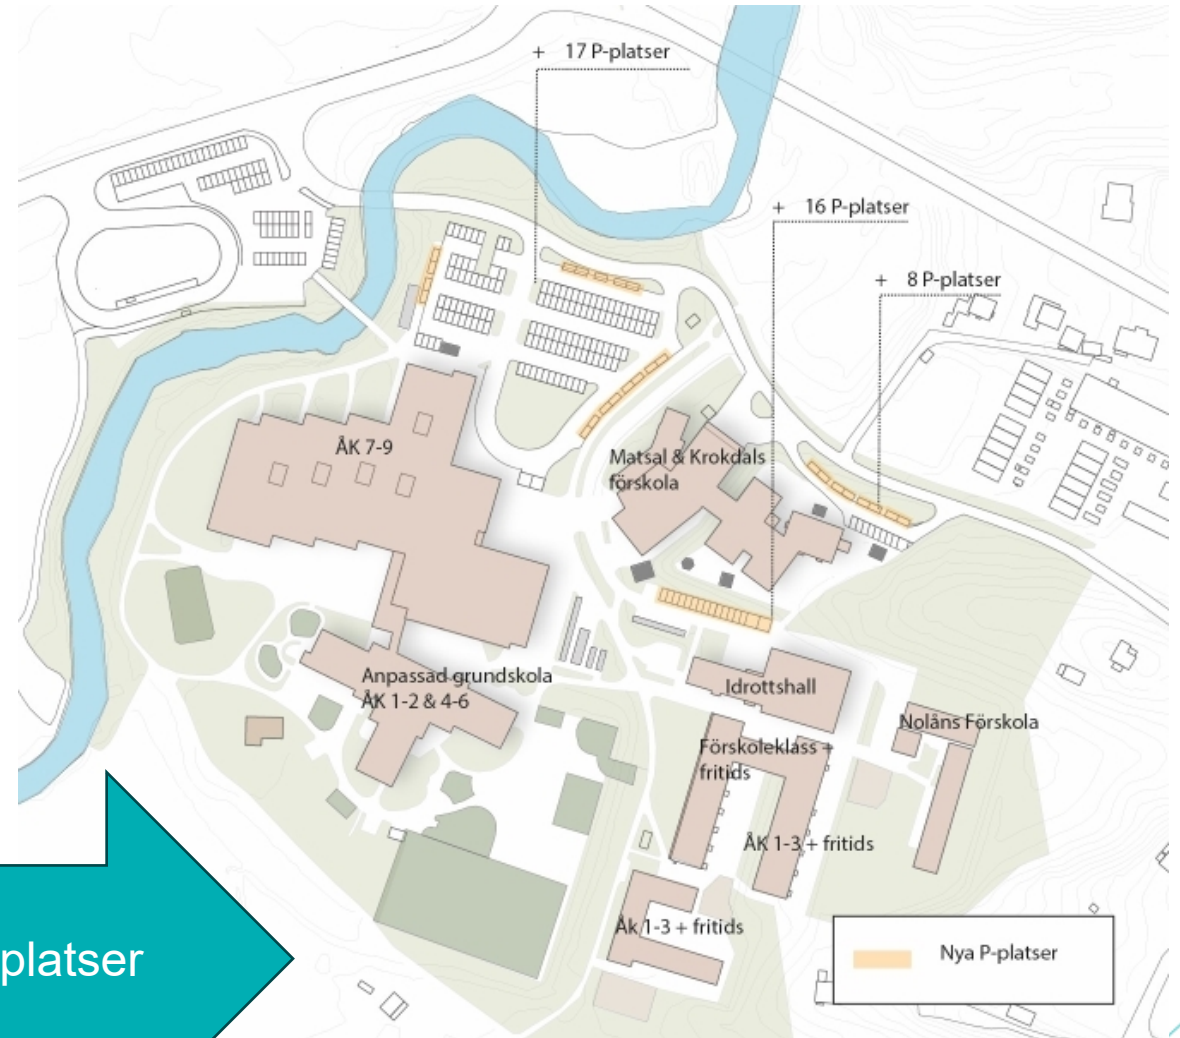 + 17 P-platser
+ 16 P-platser
+ 8 P-platser
ÅK 7-9
Matsal & Krokdals
förskola
Anpassad grundskola
ÅK 1-2 & 4-6
Idrottshall
Nolåns Förskola
Förskoleklass +
fritids
ÅK 1-3 + fritids
Åk 1-3 + fritids
Nya P-platser
platser